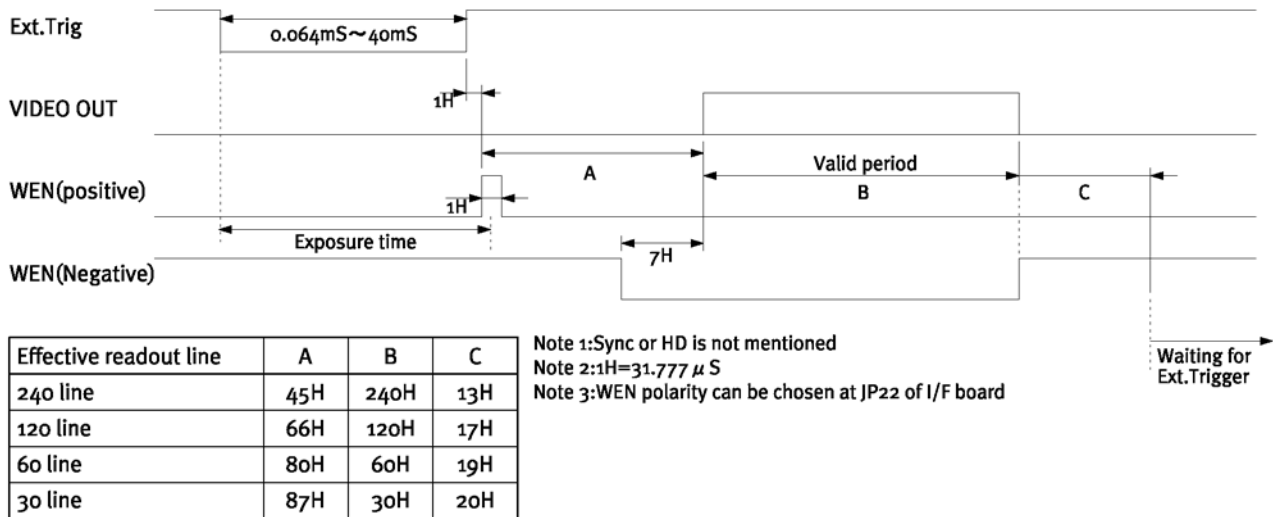 Ext.Trig
0.064mS～40mS
VIDEO OUT
1H
A
Valid period
B
C
WEN(positive)
1H
Exposure time
7H
WEN(Negative)
Waiting for
Ext.Trigger
Effective readout line A B C
240 line 45H 240H 13H
120 line 66H 120H 17H
60 line 80H 60H 19H
30 line 87H 30H 20H
Note 1:Sync or HD is not mentioned
Note 2:1H=31.777 μ S
Note 3:WEN polarity can be chosen at JP22 of I/F board